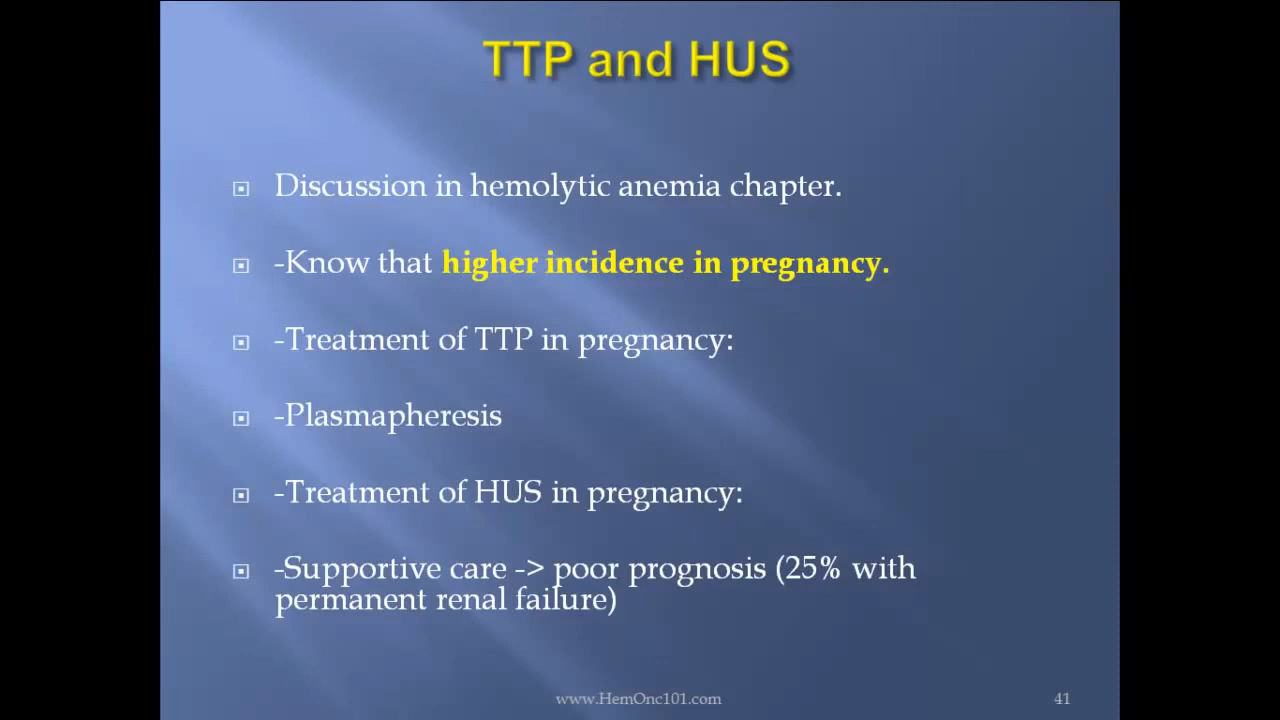 TTP and HUS
Discussion in hemolytic anemia chapter.
-Know that higher incidence in pregnancy.
-Treatment of TTP in pregnancy:
-Plasmapheresis
-Treatment of HUS in pregnancy:
-Supportive care -> poor prognosis (25% with
permanent renal failure)
www.HemOnc101.com
41